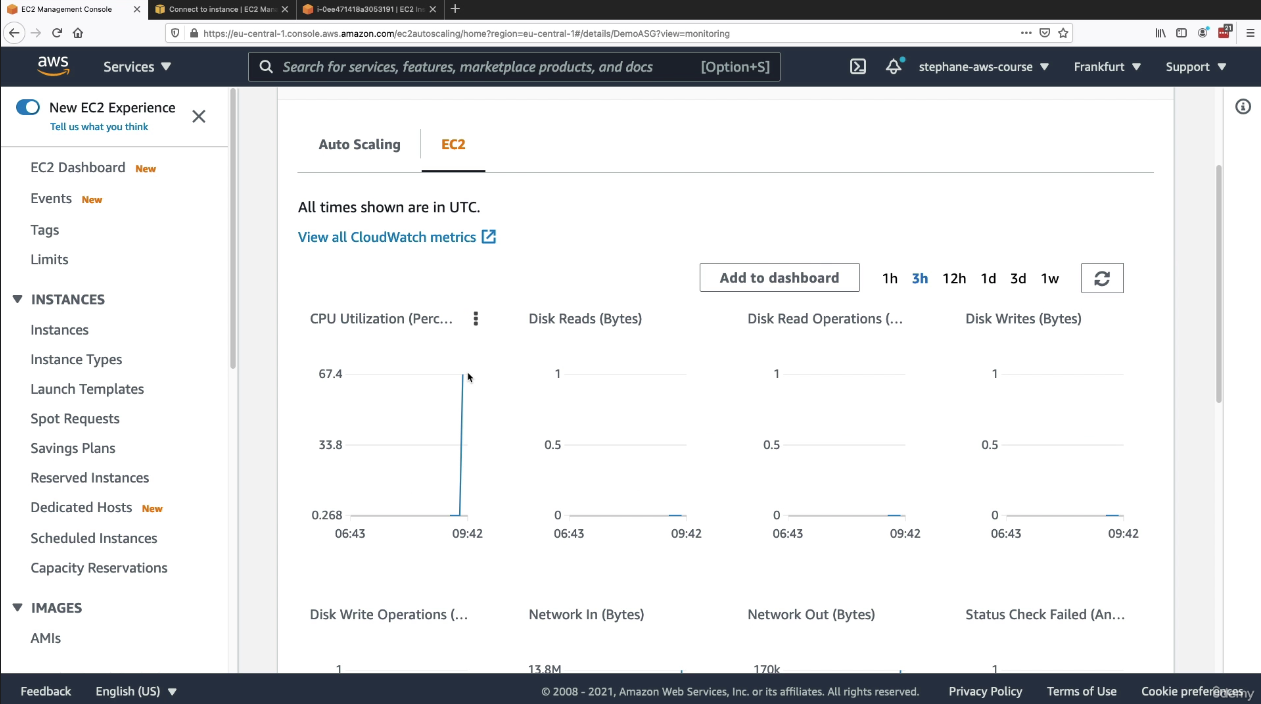 EC2 Management Console
Connect to instance | EC2 Man
i-0ee471418a3053191 | EC2 Ins
https://eu-central-1.console.aws.amazon.com/ec2autoscaling/home?region=eu-central-1#/details/DemoASG?view=monitoring
21
aws
Services
Search for services, features, marketplace products, and docs
[Option+S]
stephane-aws-course
Frankfurt
Support
New EC2 Experience
Tell us what you think
EC2 Dashboard New
Events New
Tags
Limits
INSTANCES
Instances
Instance Types
Launch Templates
Spot Requests
Savings Plans
Reserved Instances
Dedicated Hosts New
Scheduled Instances
Capacity Reservations
IMAGES
AMIs
Auto Scaling
EC2
All times shown are in UTC.
View all CloudWatch metrics
Add to dashboard
1h 3h 12h 1d 3d 1w
CPU Utilization (Perc...
67.4
33.8
0.268
06:43 09:42
Disk Reads (Bytes)
1
0.5
0
06:43 09:42
Disk Read Operations (...
1
0.5
0
06:43 09:42
Disk Writes (Bytes)
1
0.5
0
06:43 09:42
Disk Write Operations (...
1
Network In (Bytes)
13.8M
Network Out (Bytes)
170k
Status Check Failed (An...
1
Feedback
English (US)
© 2008 - 2021, Amazon Web Services, Inc. or its affiliates. All rights reserved.
Privacy Policy
Terms of Use
Cookie preferences
udemy